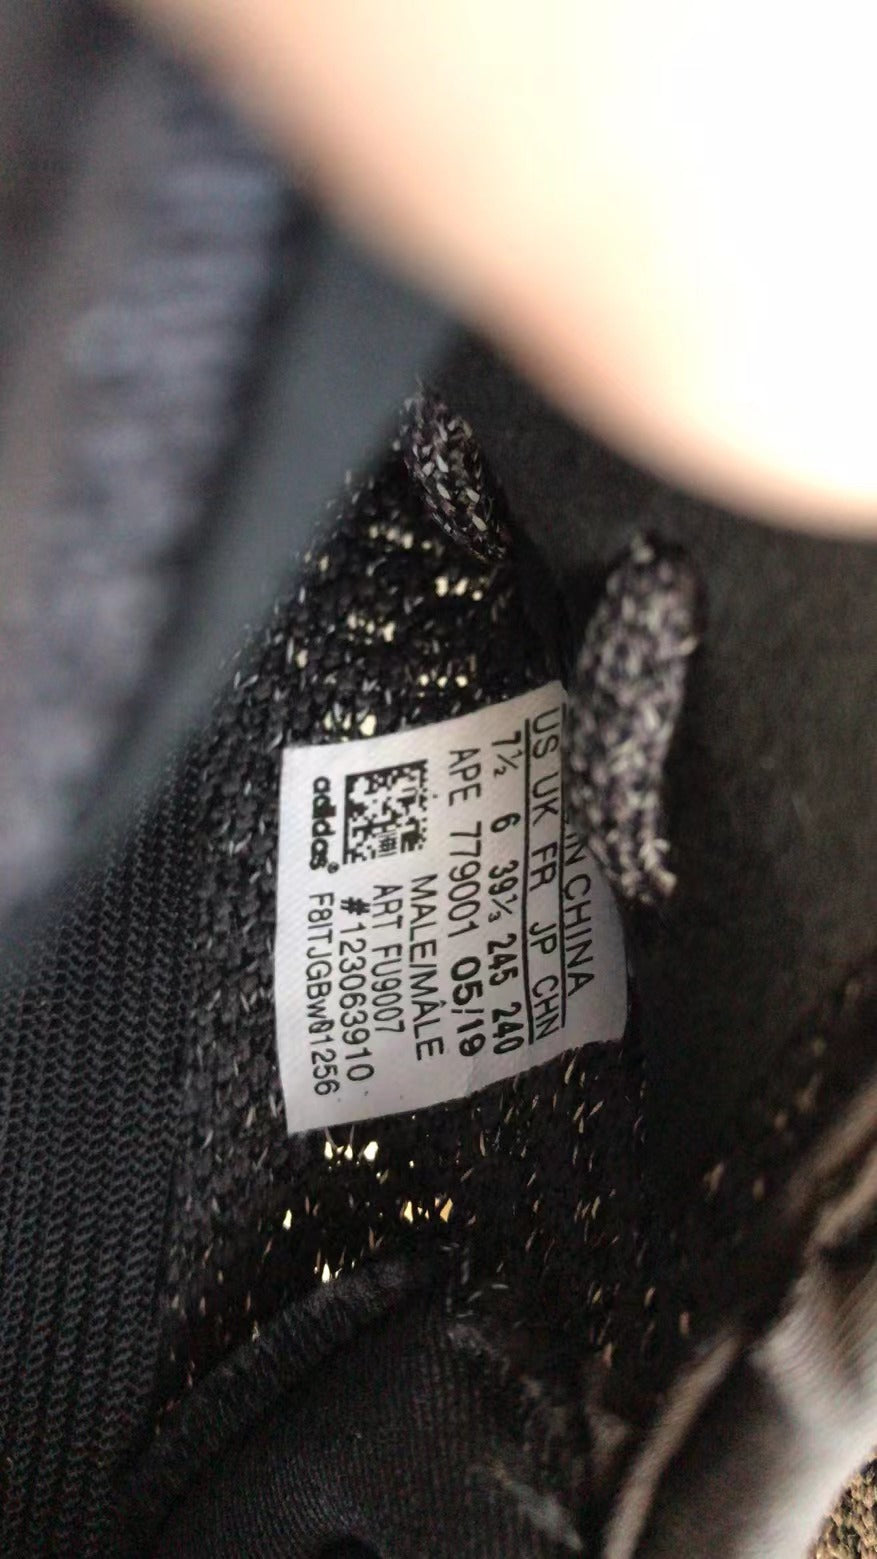 IN CHINA
US UK FR JP CHN
7½ 6 39⅓ 245 240
APE 779001 05/19
MALE/MÂLE
ART FU9007
#123063910
adidas® F8ITJGBW01256